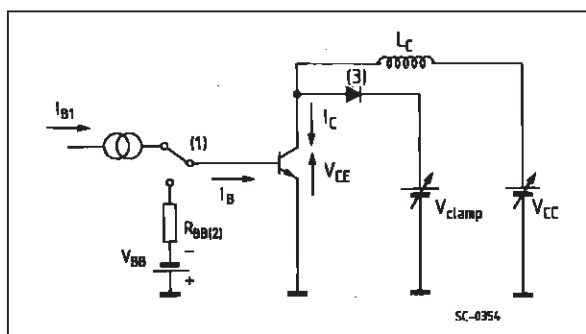 L_C
(3)
I_B1
(1)
I_C
V_CE
I_B
V_clamp
V_CC
R_BB(2)
V_BB
−
+
SC-0354